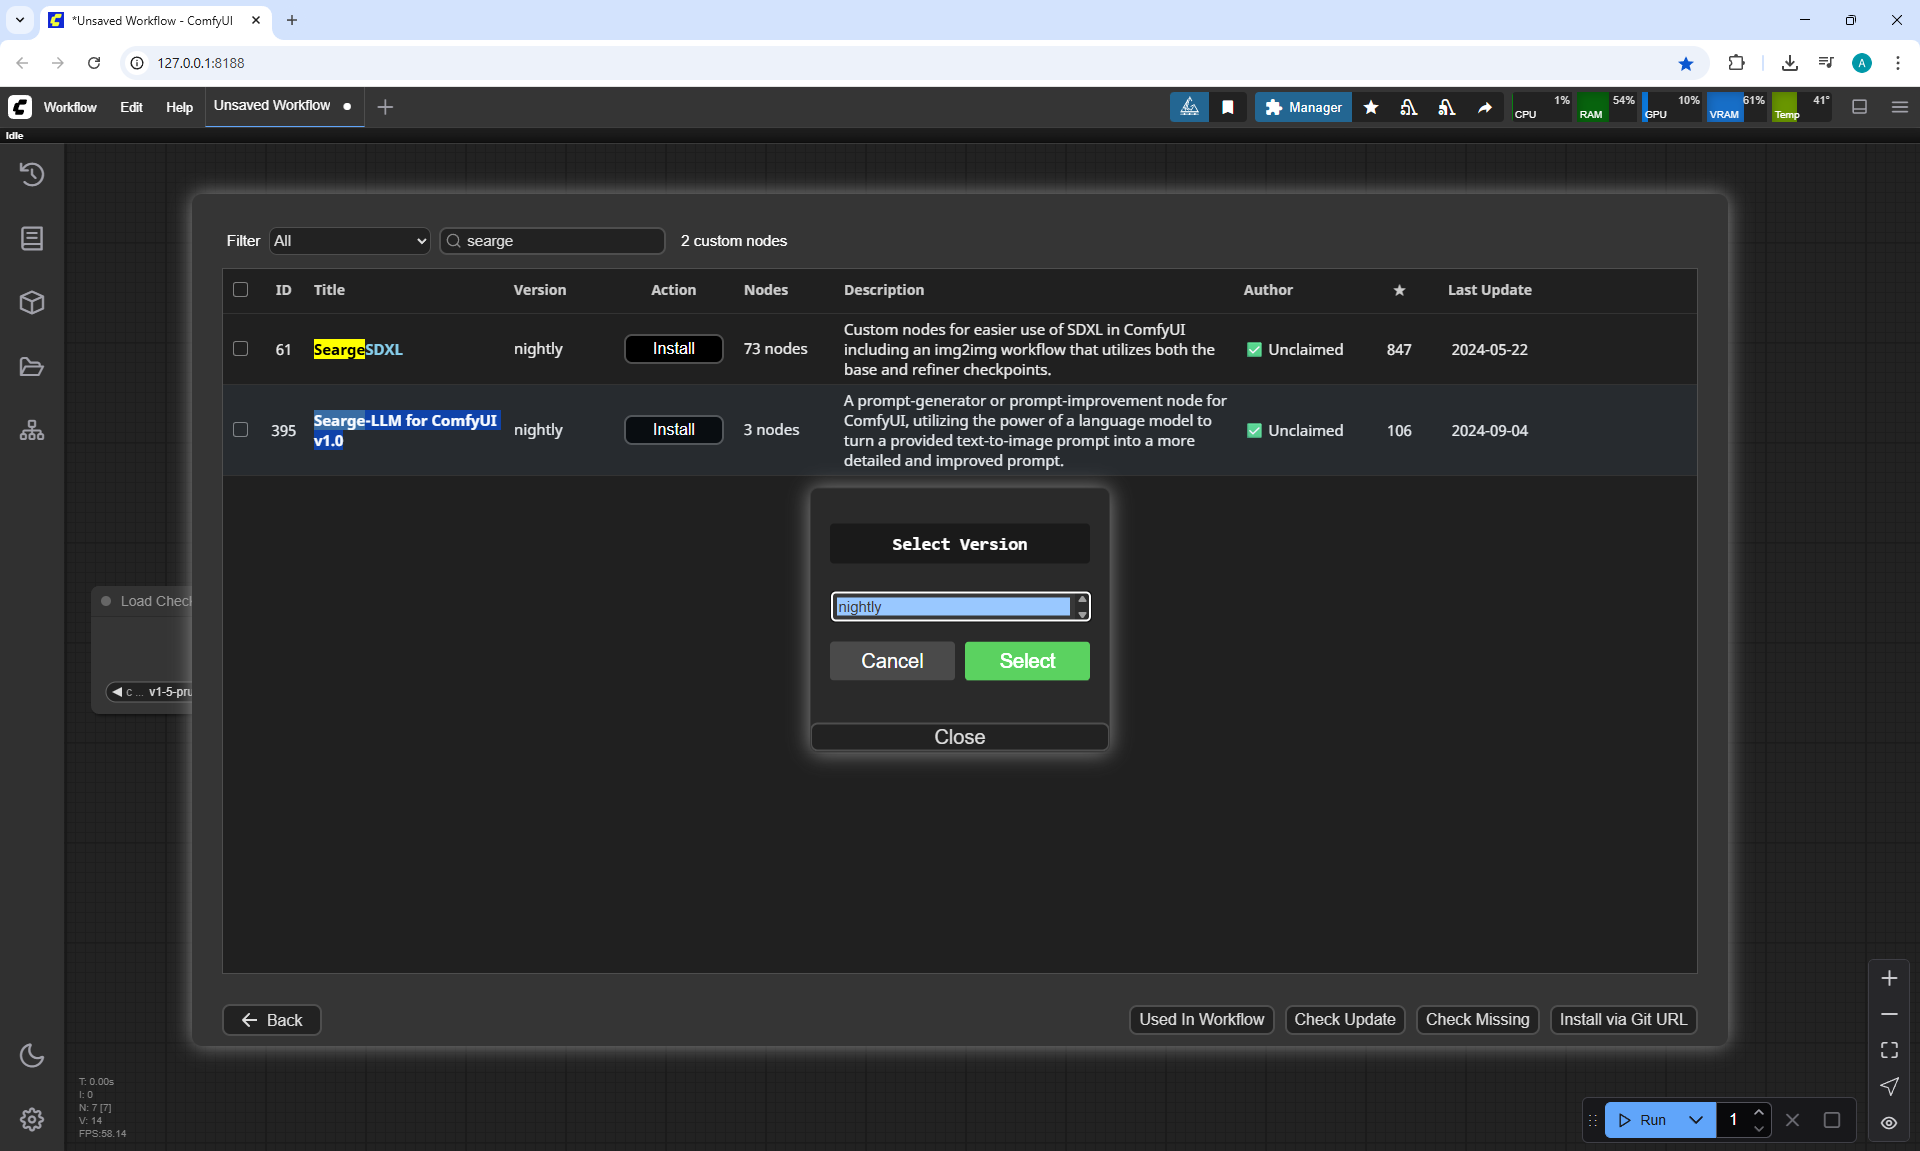 *Unsaved Workflow - ComfyUI
127.0.0.1:8188
A
Workflow Edit Help Unsaved Workflow
Manager
CPU 1% RAM 54% GPU 10% VRAM 61% Temp 41°
Idle
Filter All searge 2 custom nodes
ID Title Version Action Nodes Description Author ★ Last Update
61 SeargeSDXL nightly Install 73 nodes
Custom nodes for easier use of SDXL in ComfyUI
including an img2img workflow that utilizes both the
base and refiner checkpoints.
Unclaimed 847 2024-05-22
395 Searge-LLM for ComfyUI
v1.0
nightly Install 3 nodes
A prompt-generator or prompt-improvement node for
ComfyUI, utilizing the power of a language model to
turn a provided text-to-image prompt into a more
detailed and improved prompt.
Unclaimed 106 2024-09-04
Select Version
nightly
Cancel Select
Close
Load Check
c ... v1-5-pru
Back
Used In Workflow Check Update Check Missing Install via Git URL
T: 0.00s
I: 0
N: 7 [7]
V: 14
FPS:58.14
Run 1